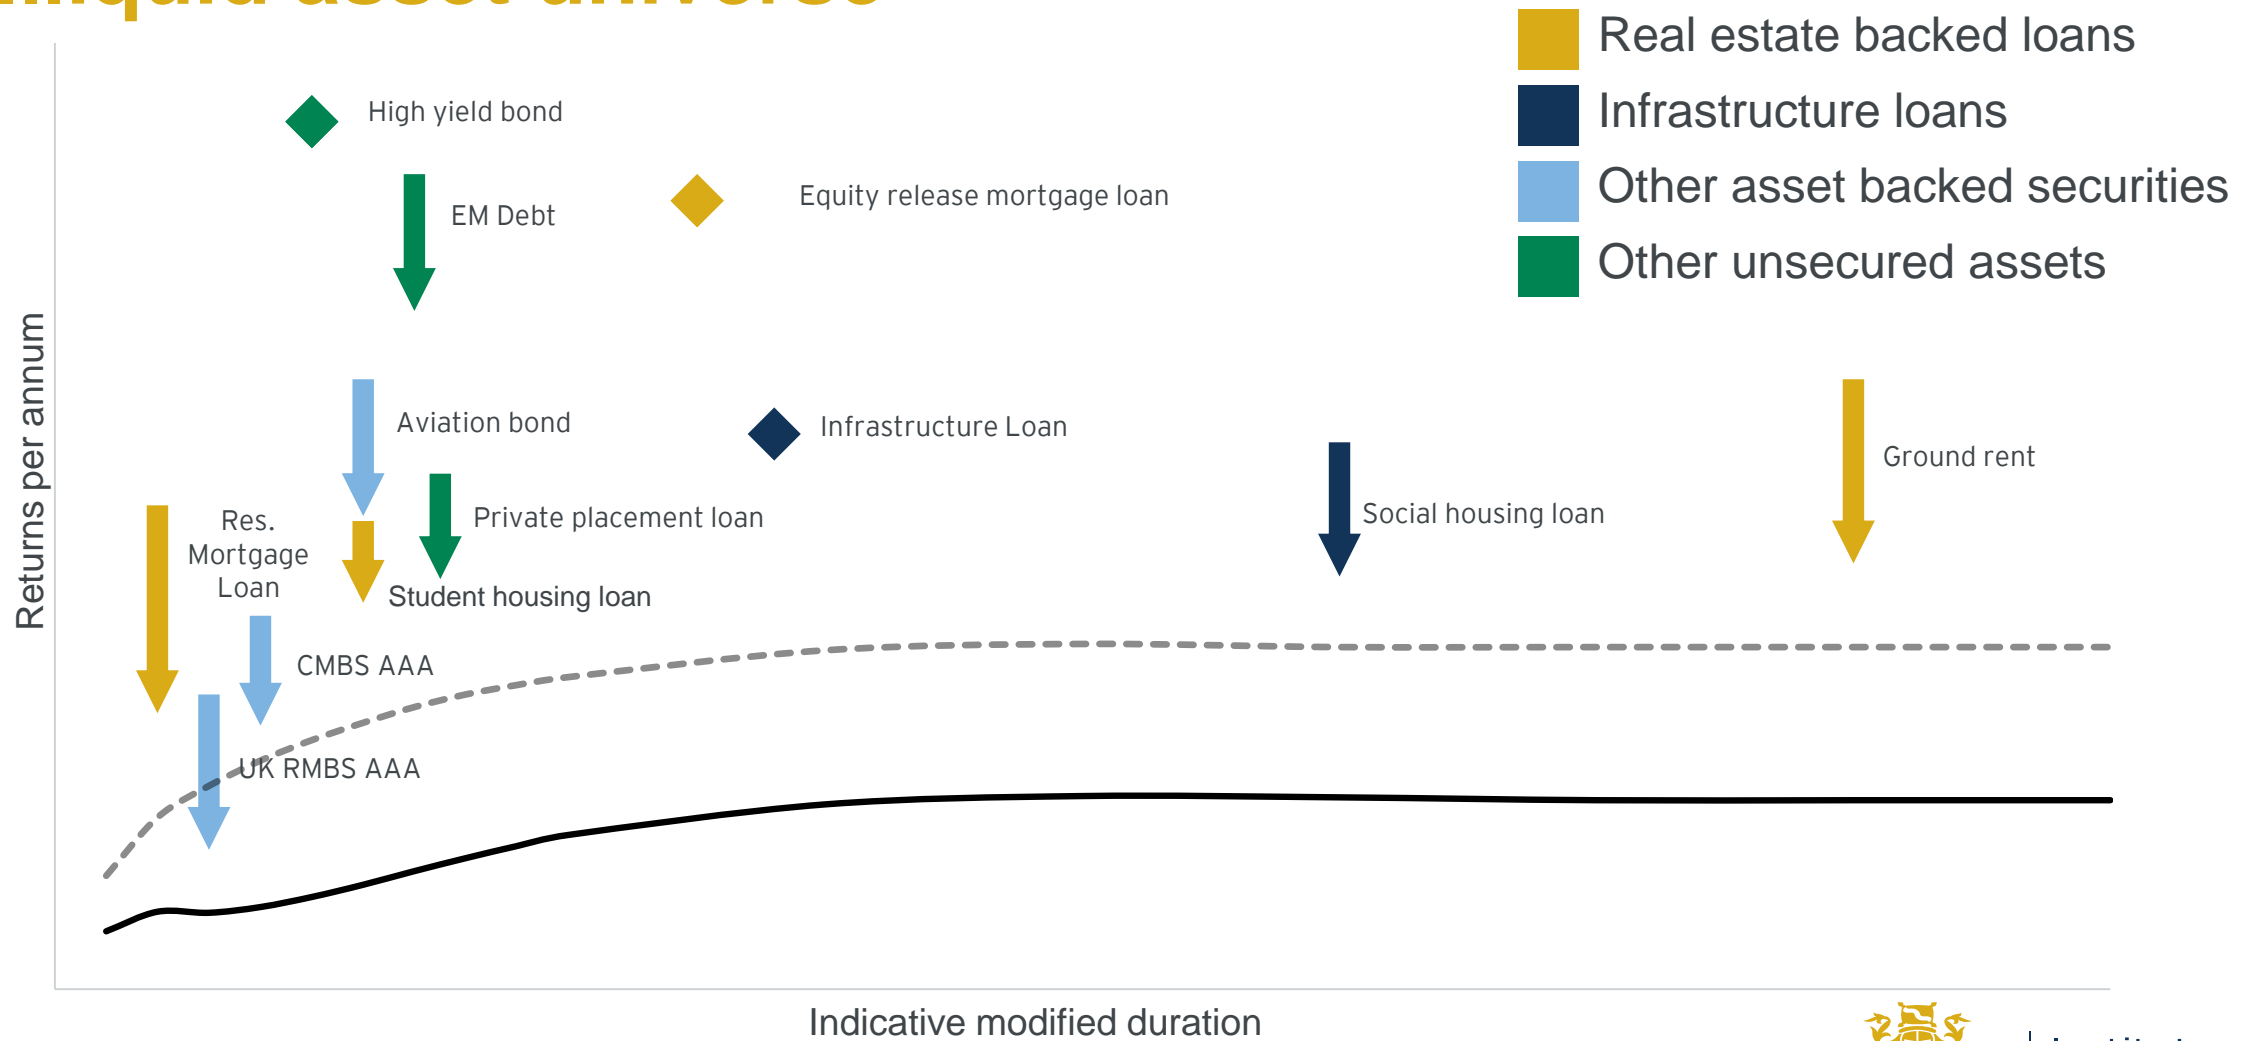 asset universe
Real estate backed loans
Infrastructure loans
Other asset backed securities
Other unsecured assets
High yield bond
EM Debt
Equity release mortgage loan
Aviation bond
Infrastructure Loan
Ground rent
Res.
Mortgage
Loan
Private placement loan
Social housing loan
Student housing loan
CMBS AAA
UK RMBS AAA
Returns per annum
Indicative modified duration